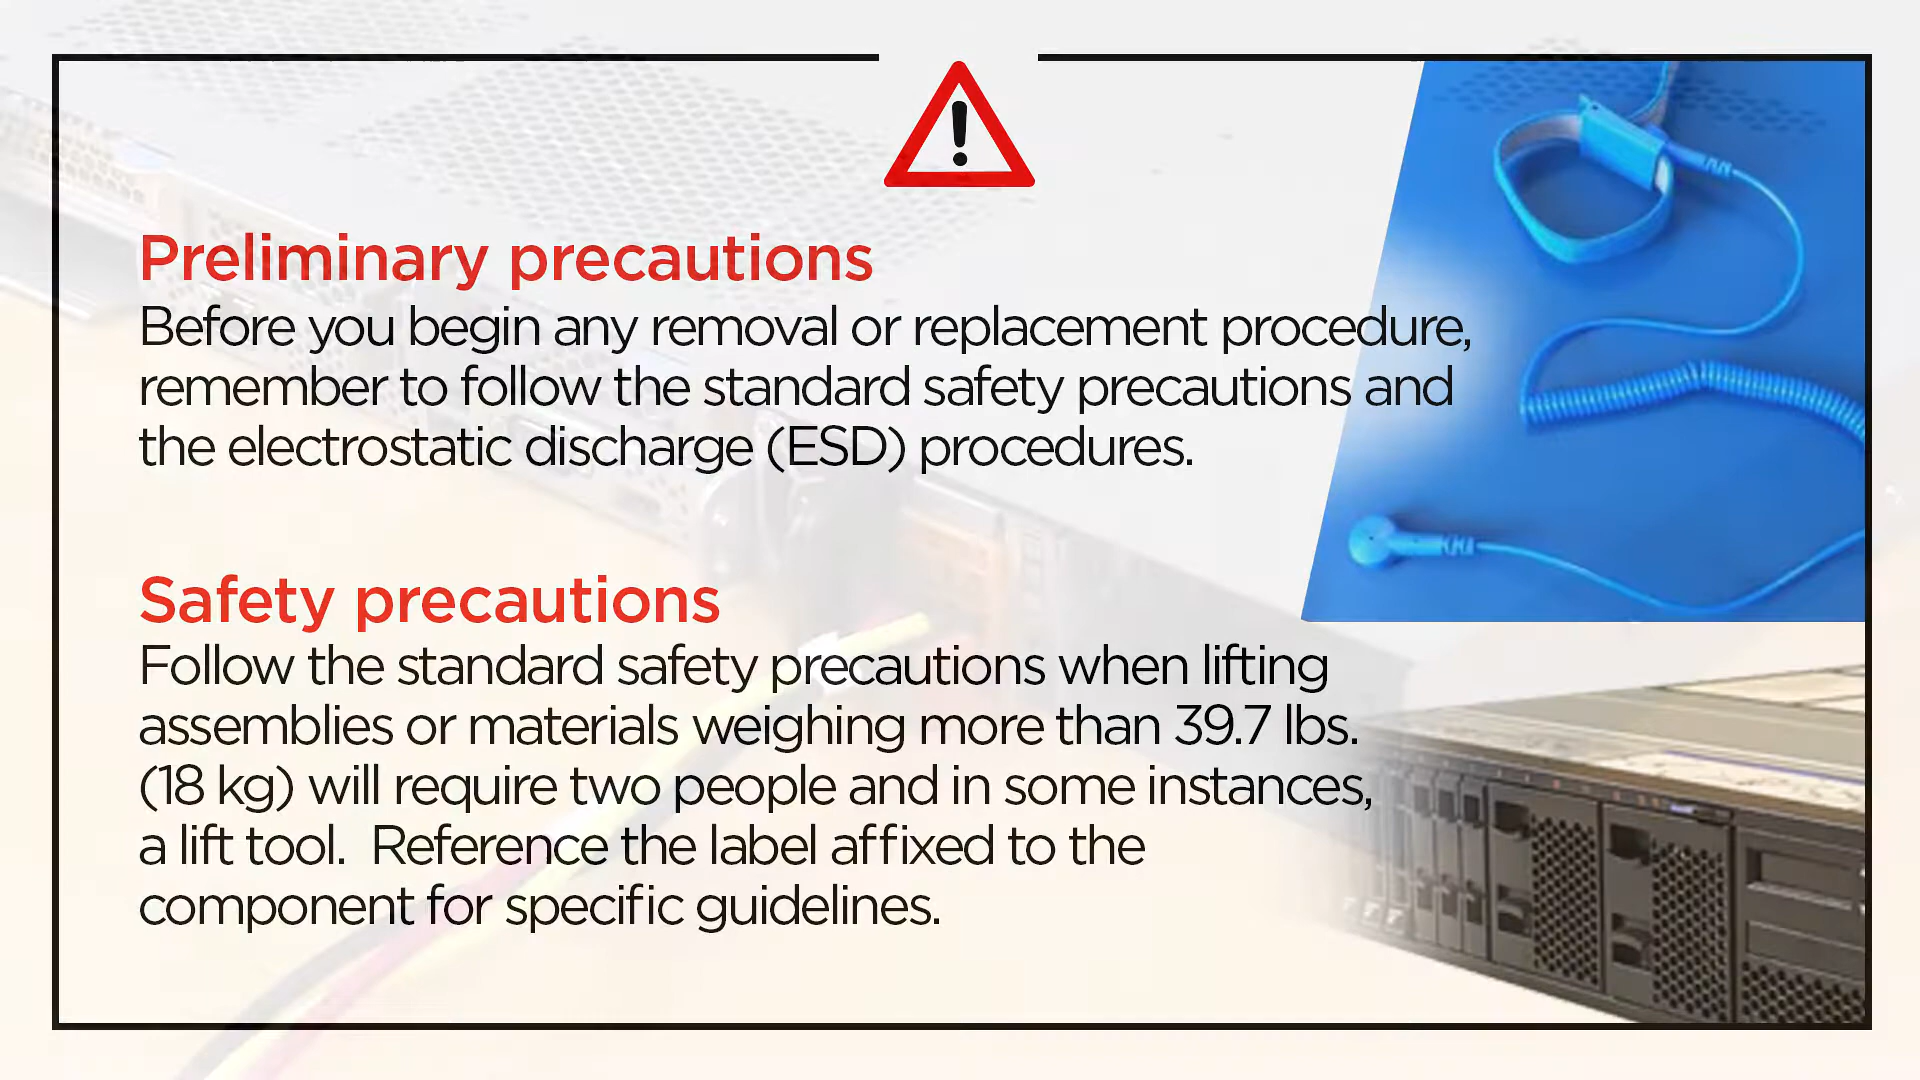 Preliminary precautions
Before you begin any removal or replacement procedure,
remember to follow the standard safety precautions and
the electrostatic discharge (ESD) procedures.
Safety precautions
Follow the standard safety precautions when lifting
assemblies or materials weighing more than 39.7 lbs.
(18 kg) will require two people and in some instances,
a lift tool.  Reference the label affixed to the
component for specific guidelines.